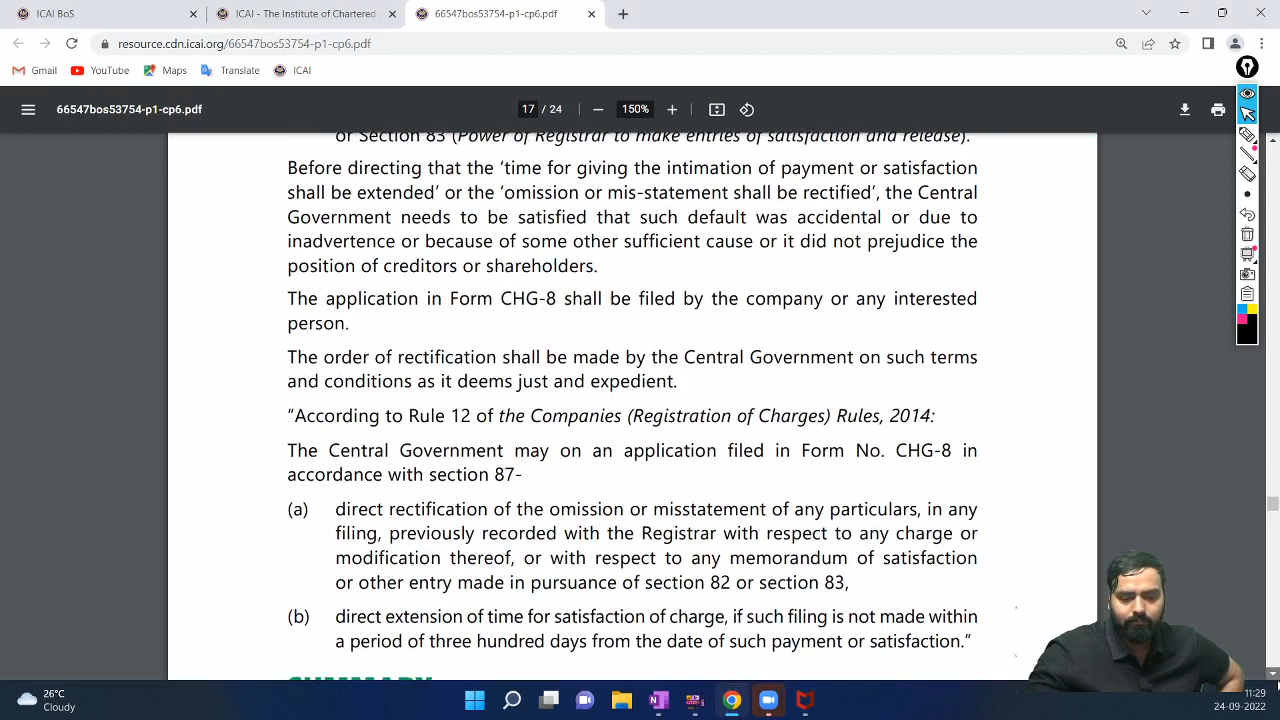 ICAI BoS
ICAI - The Institute of Chartered
66547bos53754-p1-cp6.pdf
resource.cdn.icai.org/66547bos53754-p1-cp6.pdf
Gmail YouTube Maps Translate ICAI
66547bos53754-p1-cp6.pdf 17 / 24 150%
or Section 83 (Power of Registrar to make entries of satisfaction and release).
Before directing that the ‘time for giving the intimation of payment or satisfaction
shall be extended’ or the ‘omission or mis-statement shall be rectified’, the Central
Government needs to be satisfied that such default was accidental or due to
inadvertence or because of some other sufficient cause or it did not prejudice the
position of creditors or shareholders.
The application in Form CHG-8 shall be filed by the company or any interested
person.
The order of rectification shall be made by the Central Government on such terms
and conditions as it deems just and expedient.
“According to Rule 12 of the Companies (Registration of Charges) Rules, 2014:
The Central Government may on an application filed in Form No. CHG-8 in
accordance with section 87-
(a) direct rectification of the omission or misstatement of any particulars, in any
filing, previously recorded with the Registrar with respect to any charge or
modification thereof, or with respect to any memorandum of satisfaction
or other entry made in pursuance of section 82 or section 83,
(b) direct extension of time for satisfaction of charge, if such filing is not made within
a period of three hundred days from the date of such payment or satisfaction.”
SUMMARY
26°C
Cloudy
11:29
24-09-2022